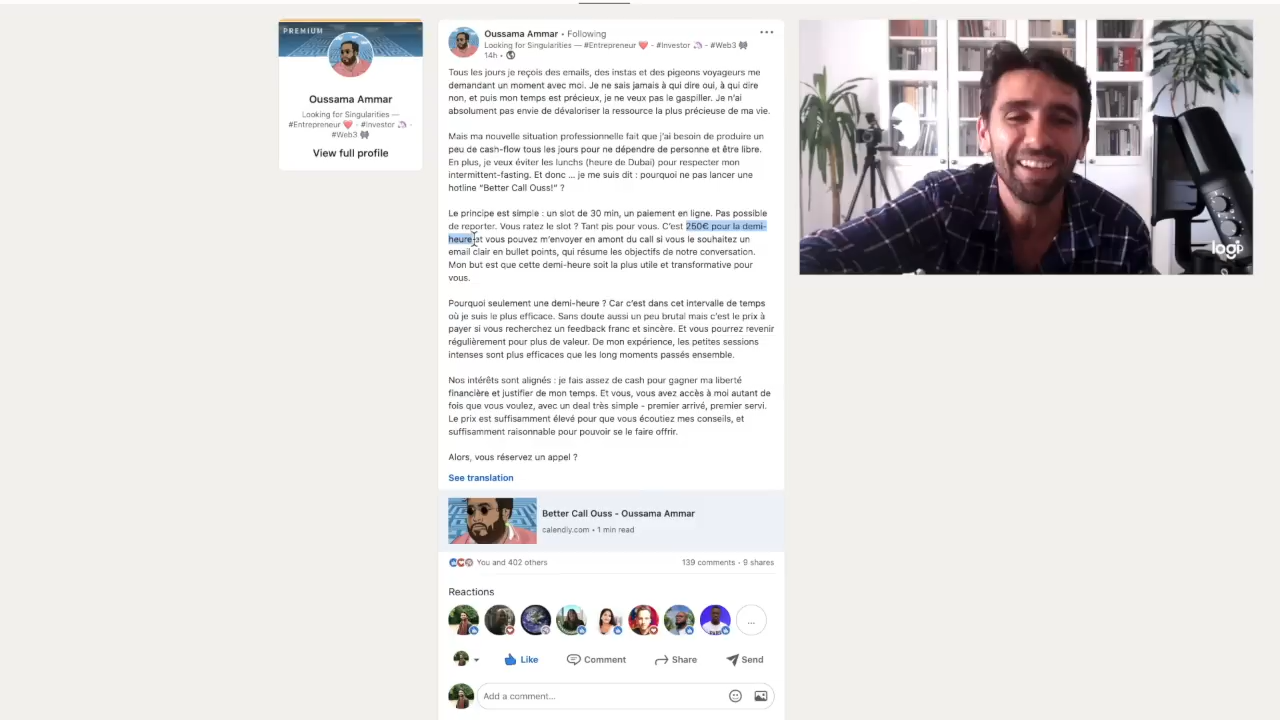 PREMIUM
Oussama Ammar
Looking for Singularities —
#Entrepreneur ❤️ - #Investor 🦄 -
#Web3
View full profile
Oussama Ammar • Following
Looking for Singularities — #Entrepreneur ❤️ - #Investor 🦄 - #Web3
14h •
Tous les jours je reçois des emails, des instas et des pigeons voyageurs me
demandant un moment avec moi. Je ne sais jamais à qui dire oui, à qui dire
non, et puis mon temps est précieux, je ne veux pas le gaspiller. Je n'ai
absolument pas envie de dévaloriser la ressource la plus précieuse de ma vie.
Mais ma nouvelle situation professionnelle fait que j'ai besoin de produire un
peu de cash-flow tous les jours pour ne dépendre de personne et être libre.
En plus, je veux éviter les lunchs (heure de Dubai) pour respecter mon
intermittent-fasting. Et donc ... je me suis dit : pourquoi ne pas lancer une
hotline "Better Call Ouss!" ?
Le principe est simple : un slot de 30 min, un paiement en ligne. Pas possible
de reporter. Vous ratez le slot ? Tant pis pour vous. C'est 250€ pour la demi-
heure et vous pouvez m'envoyer en amont du call si vous le souhaitez un
email clair en bullet points, qui résume les objectifs de notre conversation.
Mon but est que cette demi-heure soit la plus utile et transformative pour
vous.
Pourquoi seulement une demi-heure ? Car c'est dans cet intervalle de temps
où je suis le plus efficace. Sans doute aussi un peu brutal mais c'est le prix à
payer si vous recherchez un feedback franc et sincère. Et vous pourrez revenir
régulièrement pour plus de valeur. De mon expérience, les petites sessions
intenses sont plus efficaces que les long moments passés ensemble.
Nos intérêts sont alignés : je fais assez de cash pour gagner ma liberté
financière et justifier de mon temps. Et vous, vous avez accès à moi autant de
fois que vous voulez, avec un deal très simple - premier arrivé, premier servi.
Le prix est suffisamment élevé pour que vous écoutiez mes conseils, et
suffisamment raisonnable pour pouvoir se le faire offrir.
Alors, vous réservez un appel ?
See translation
Better Call Ouss - Oussama Ammar
calendly.com • 1 min read
You and 402 others
139 comments • 9 shares
Reactions
...
Like
Comment
Share
Send
Add a comment...
logi